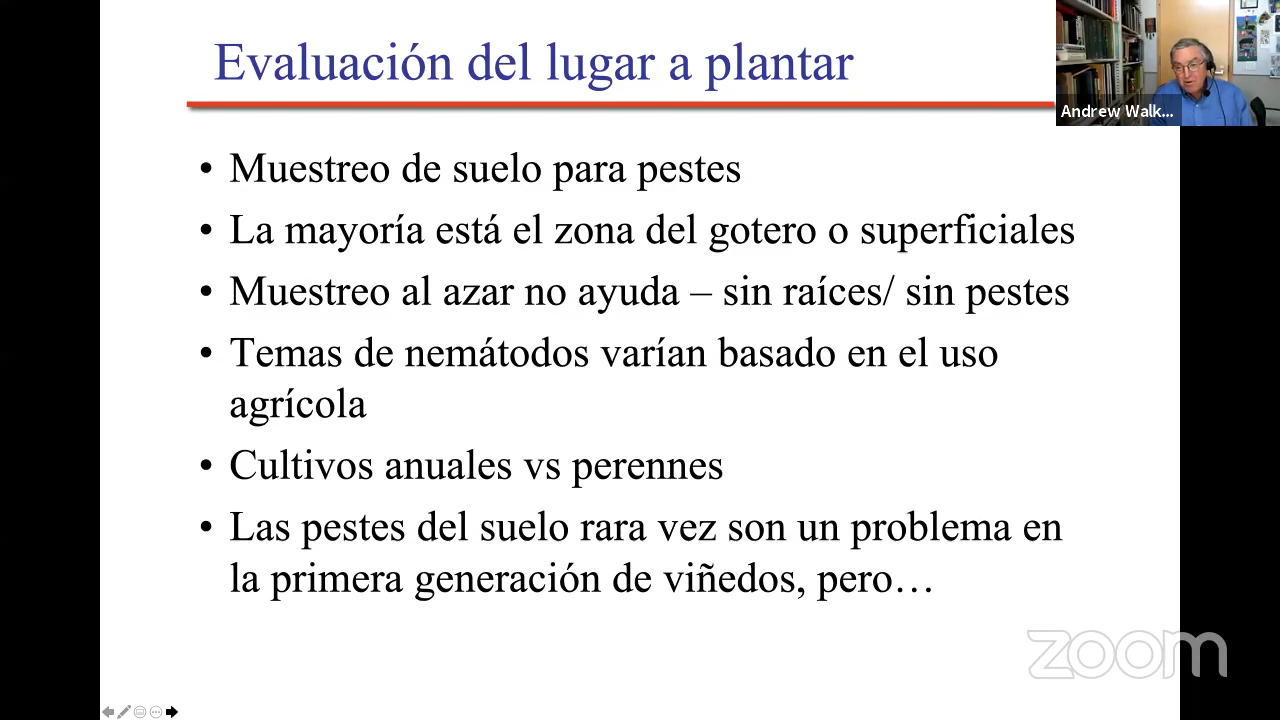 Evaluación del lugar a plantar
Andrew Walk...
• Muestreo de suelo para pestes
• La mayoría está el zona del gotero o superficiales
• Muestreo al azar no ayuda – sin raíces/ sin pestes
• Temas de nemátodos varían basado en el uso
agrícola
• Cultivos anuales vs perennes
• Las pestes del suelo rara vez son un problema en
la primera generación de viñedos, pero…
zoom